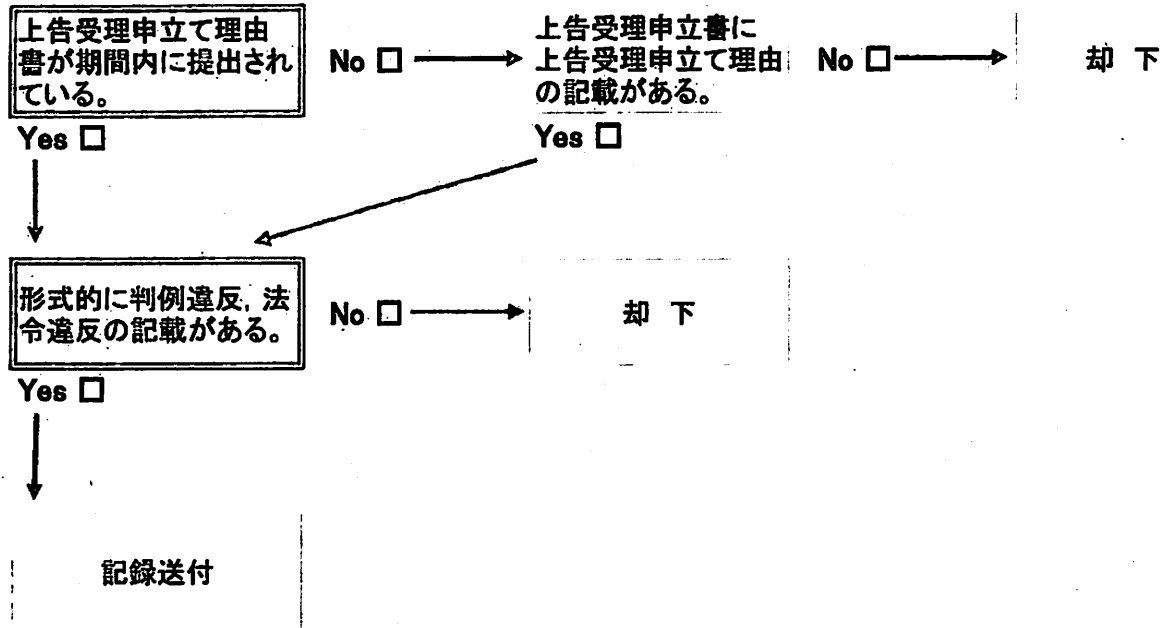 上告受理申立て理由
書が期間内に提出され
ている。
No □
上告受理申立書に
上告受理申立て理由
の記載がある。
No □
却 下
Yes □
Yes □
形式的に判例違反,法
令違反の記載がある。
No □
却 下
Yes □
記録送付